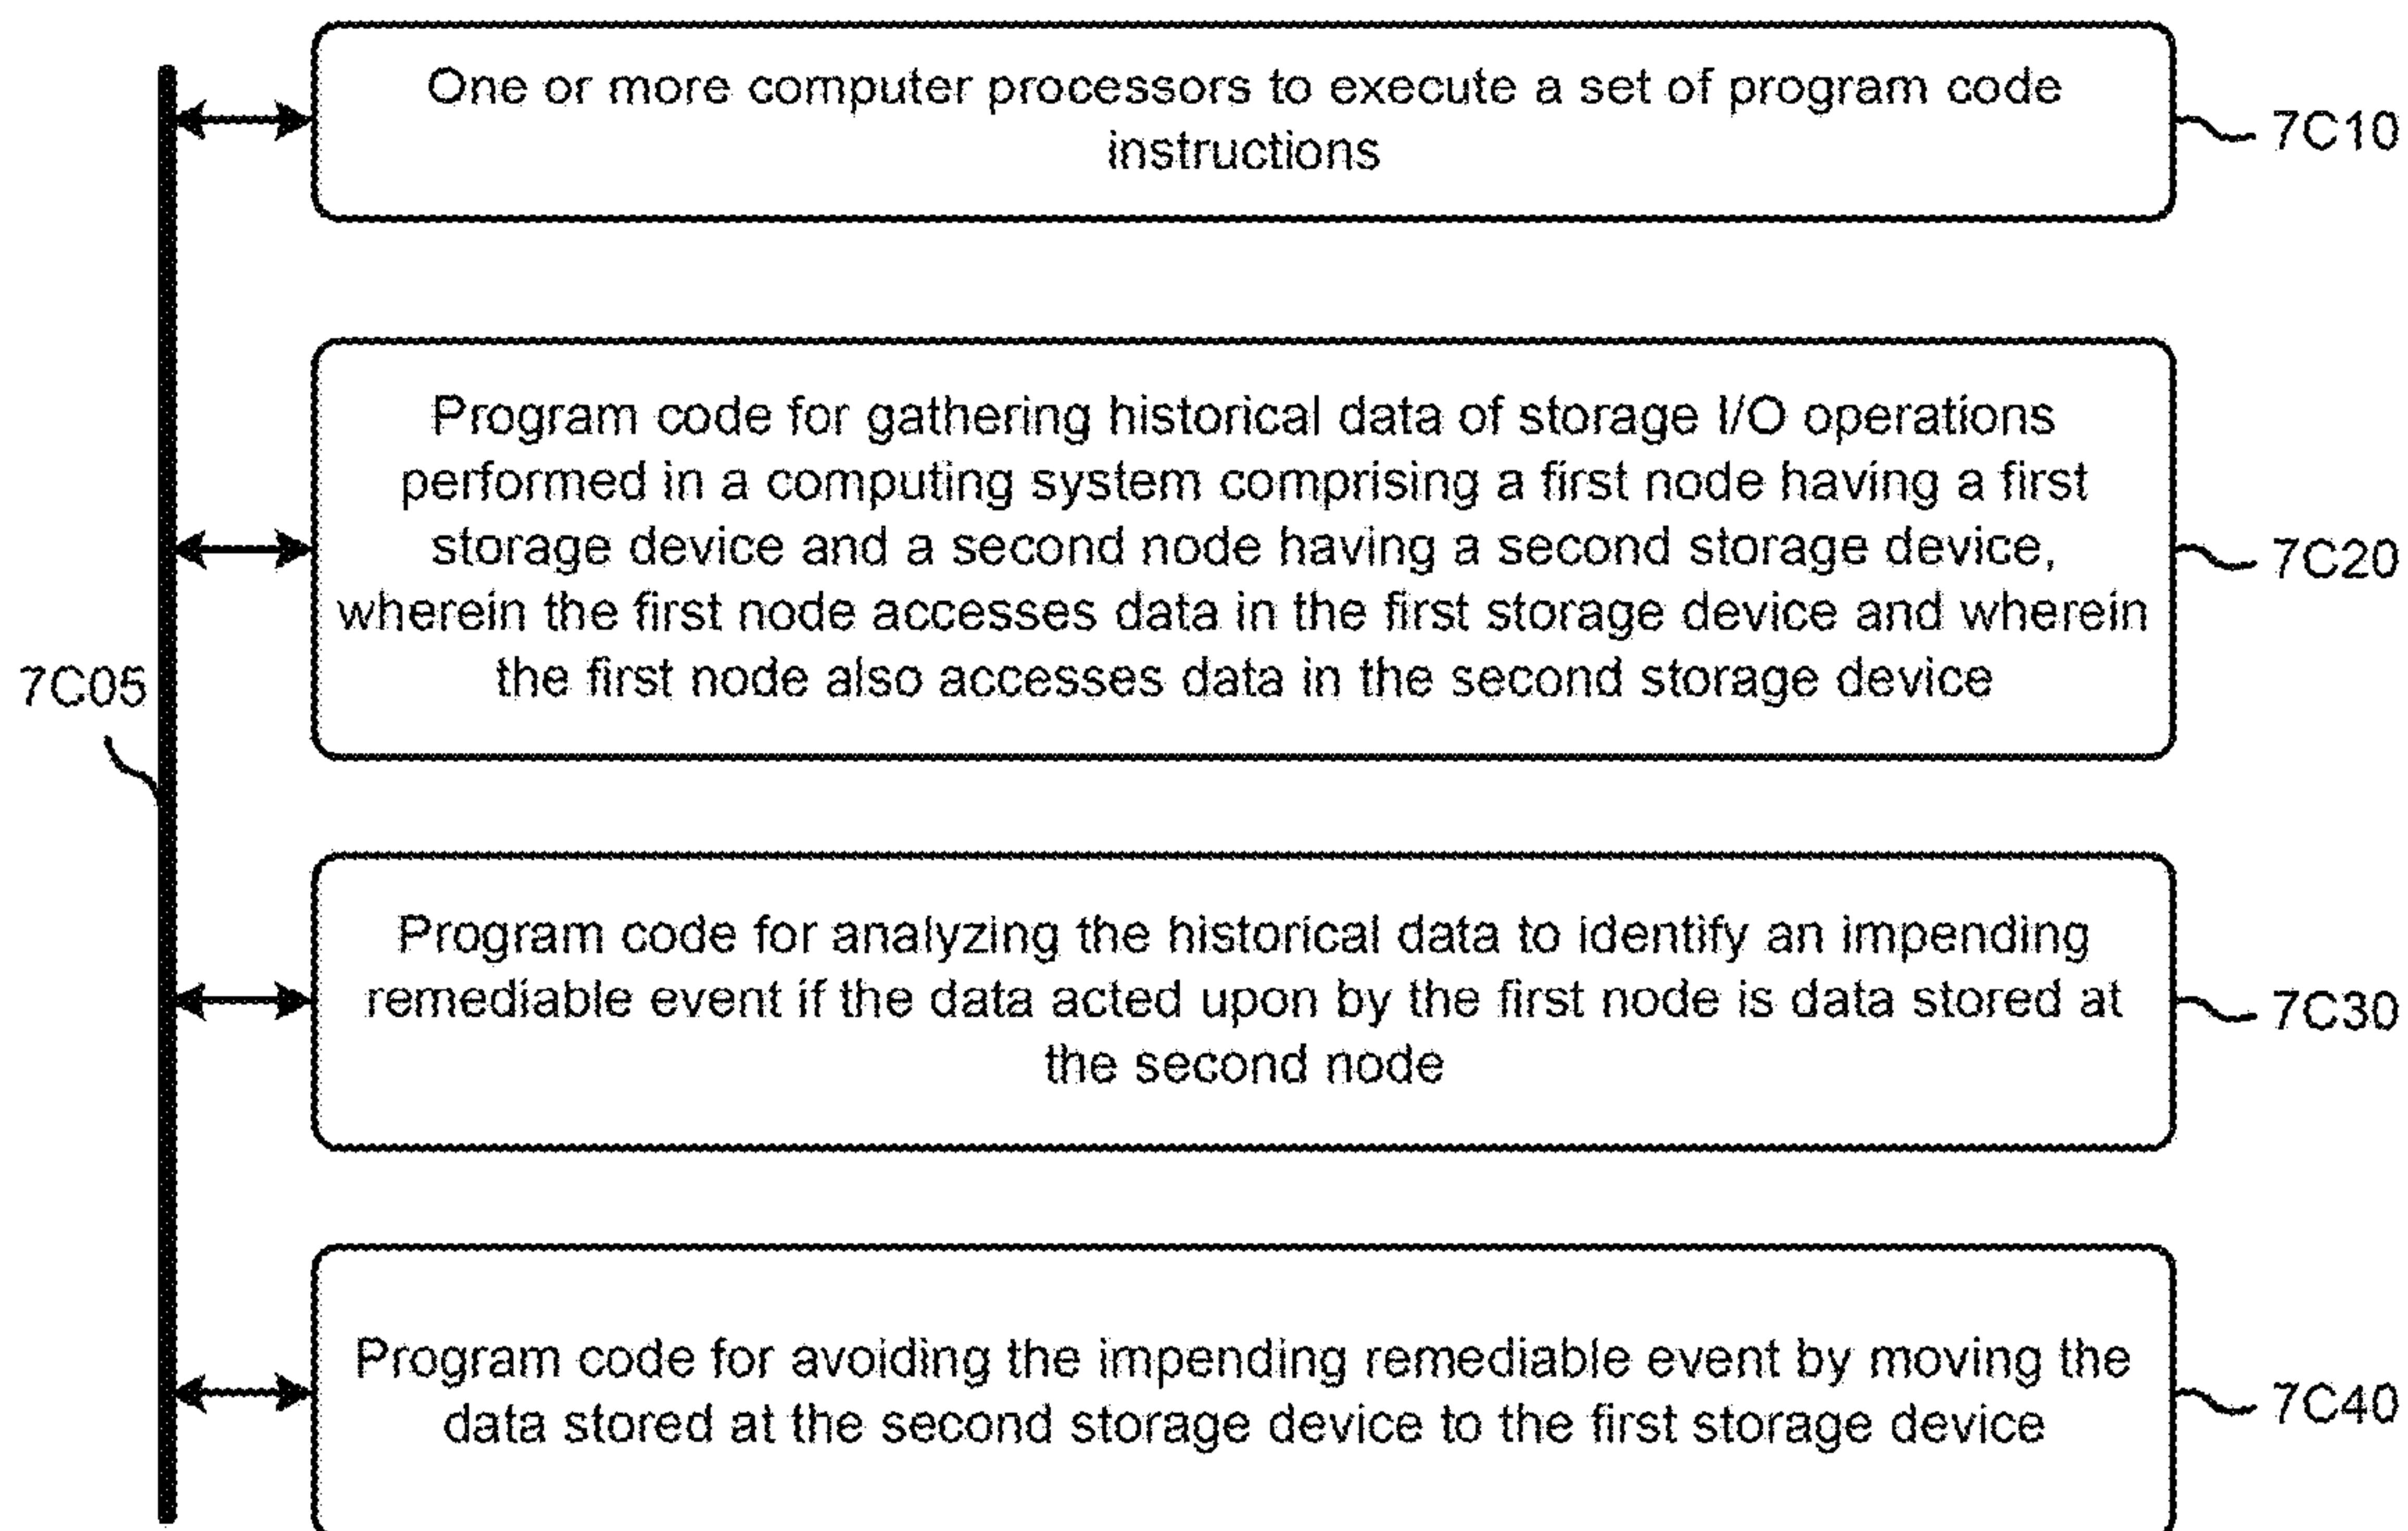 One or more computer processors to execute a set of program code
instructions
7C10
Program code for gathering historical data of storage I/O operations
performed in a computing system comprising a first node having a first
storage device and a second node having a second storage device,
wherein the first node accesses data in the first storage device and wherein
the first node also accesses data in the second storage device
7C20
7C05
Program code for analyzing the historical data to identify an impending
remediable event if the data acted upon by the first node is data stored at
the second node
7C30
Program code for avoiding the impending remediable event by moving the
data stored at the second storage device to the first storage device
7C40